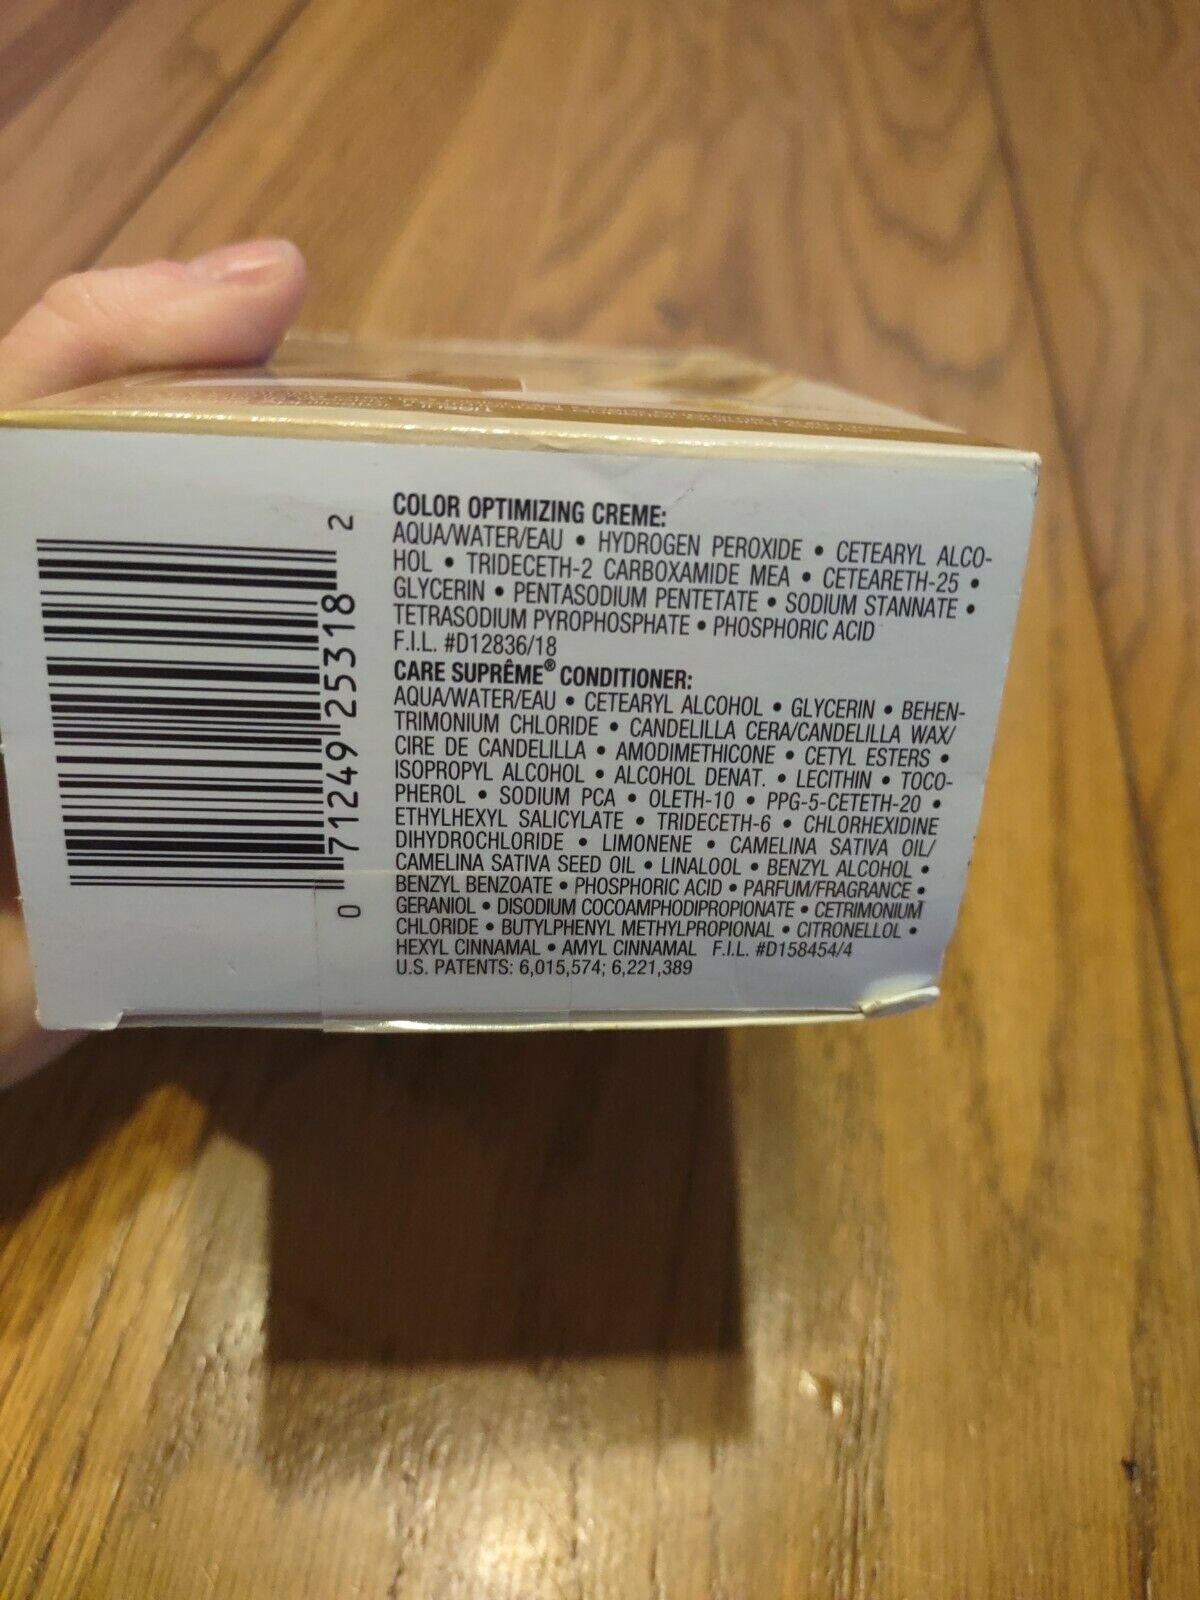 COLOR OPTIMIZING CREME:
AQUA/WATER/EAU • HYDROGEN PEROXIDE • CETEARYL ALCO-
HOL • TRIDECETH-2 CARBOXAMIDE MEA • CETEARETH-25 •
GLYCERIN • PENTASODIUM PENTETATE • SODIUM STANNATE •
TETRASODIUM PYROPHOSPHATE • PHOSPHORIC ACID
F.I.L. #D12836/18
CARE SUPRÊME® CONDITIONER:
AQUA/WATER/EAU • CETEARYL ALCOHOL • GLYCERIN • BEHEN-
TRIMONIUM CHLORIDE • CANDELILLA CERA/CANDELILLA WAX/
CIRE DE CANDELILLA • AMODIMETHICONE • CETYL ESTERS •
ISOPROPYL ALCOHOL • ALCOHOL DENAT. • LECITHIN • TOCO-
PHEROL • SODIUM PCA • OLETH-10 • PPG-5-CETETH-20 •
ETHYLHEXYL SALICYLATE • TRIDECETH-6 • CHLORHEXIDINE
DIHYDROCHLORIDE • LIMONENE • CAMELINA SATIVA OIL/
CAMELINA SATIVA SEED OIL • LINALOOL • BENZYL ALCOHOL •
BENZYL BENZOATE • PHOSPHORIC ACID • PARFUM/FRAGRANCE •
GERANIOL • DISODIUM COCOAMPHODIPROPIONATE • CETRIMONIUM
CHLORIDE • BUTYLPHENYL METHYLPROPIONAL • CITRONELLOL •
HEXYL CINNAMAL • AMYL CINNAMAL F.I.L. #D158454/4
U.S. PATENTS: 6,015,574; 6,221,389
0 71249 25318 2